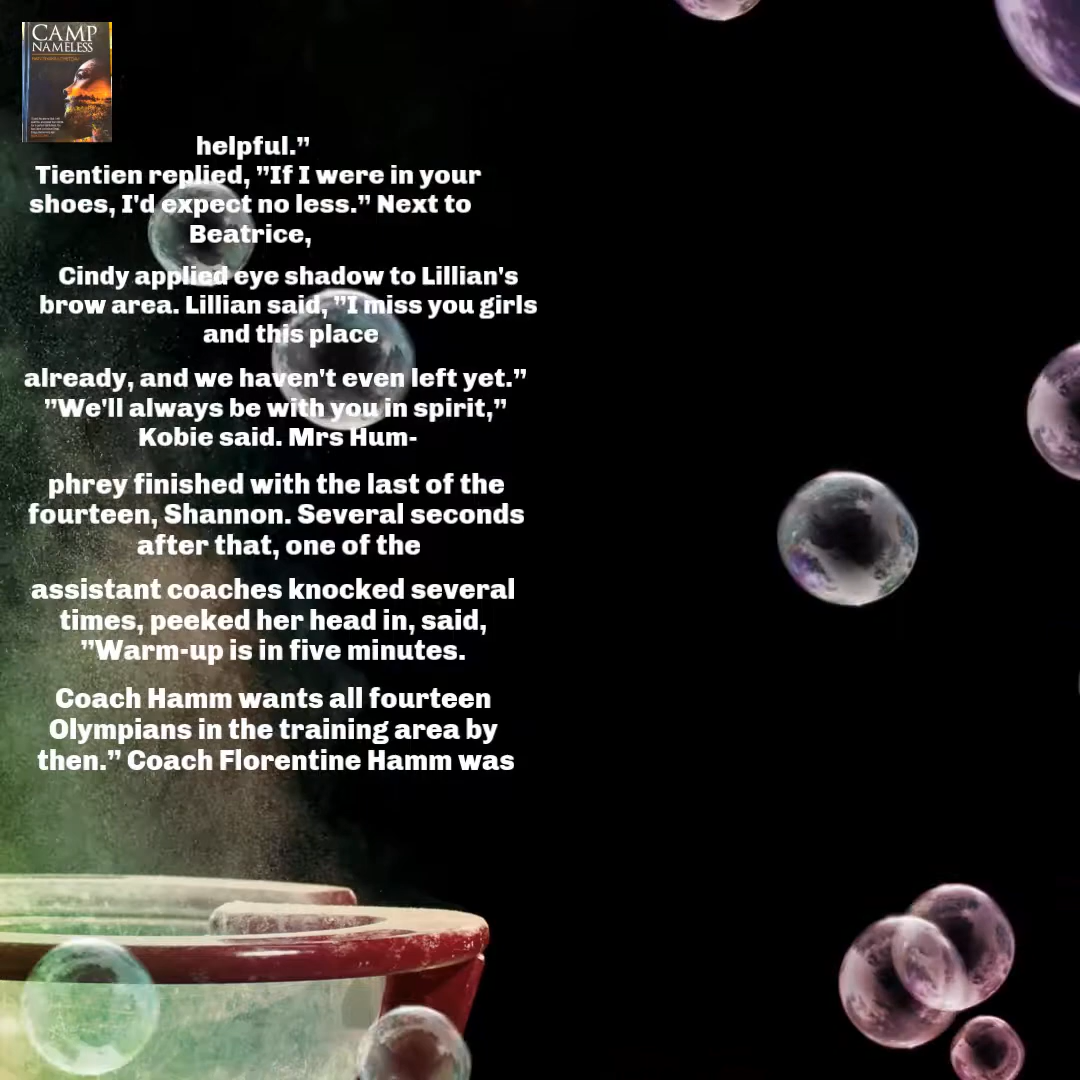 CAMP
NAMELESS
helpful.”
Tientien replied, ”If I were in your
shoes, I'd expect no less.” Next to
Beatrice,
Cindy applied eye shadow to Lillian's
brow area. Lillian said, ”I miss you girls
and this place
already, and we haven't even left yet.”
”We'll always be with you in spirit,”
Kobie said. Mrs Hum-
phrey finished with the last of the
fourteen, Shannon. Several seconds
after that, one of the
assistant coaches knocked several
times, peeked her head in, said,
”Warm-up is in five minutes.
Coach Hamm wants all fourteen
Olympians in the training area by
then.” Coach Florentine Hamm was